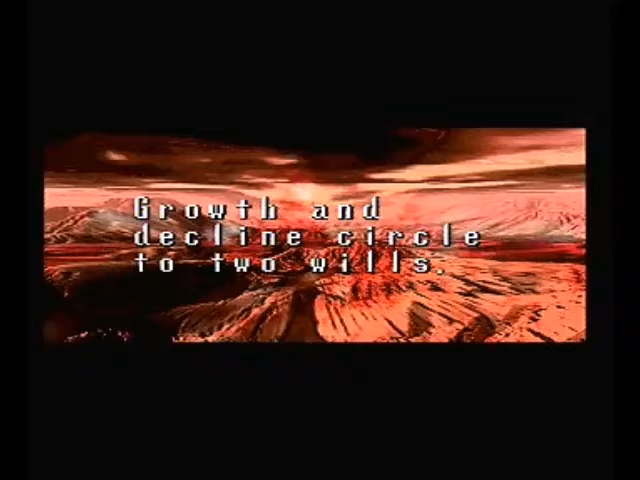 Growth and
decline circle
to two wills.